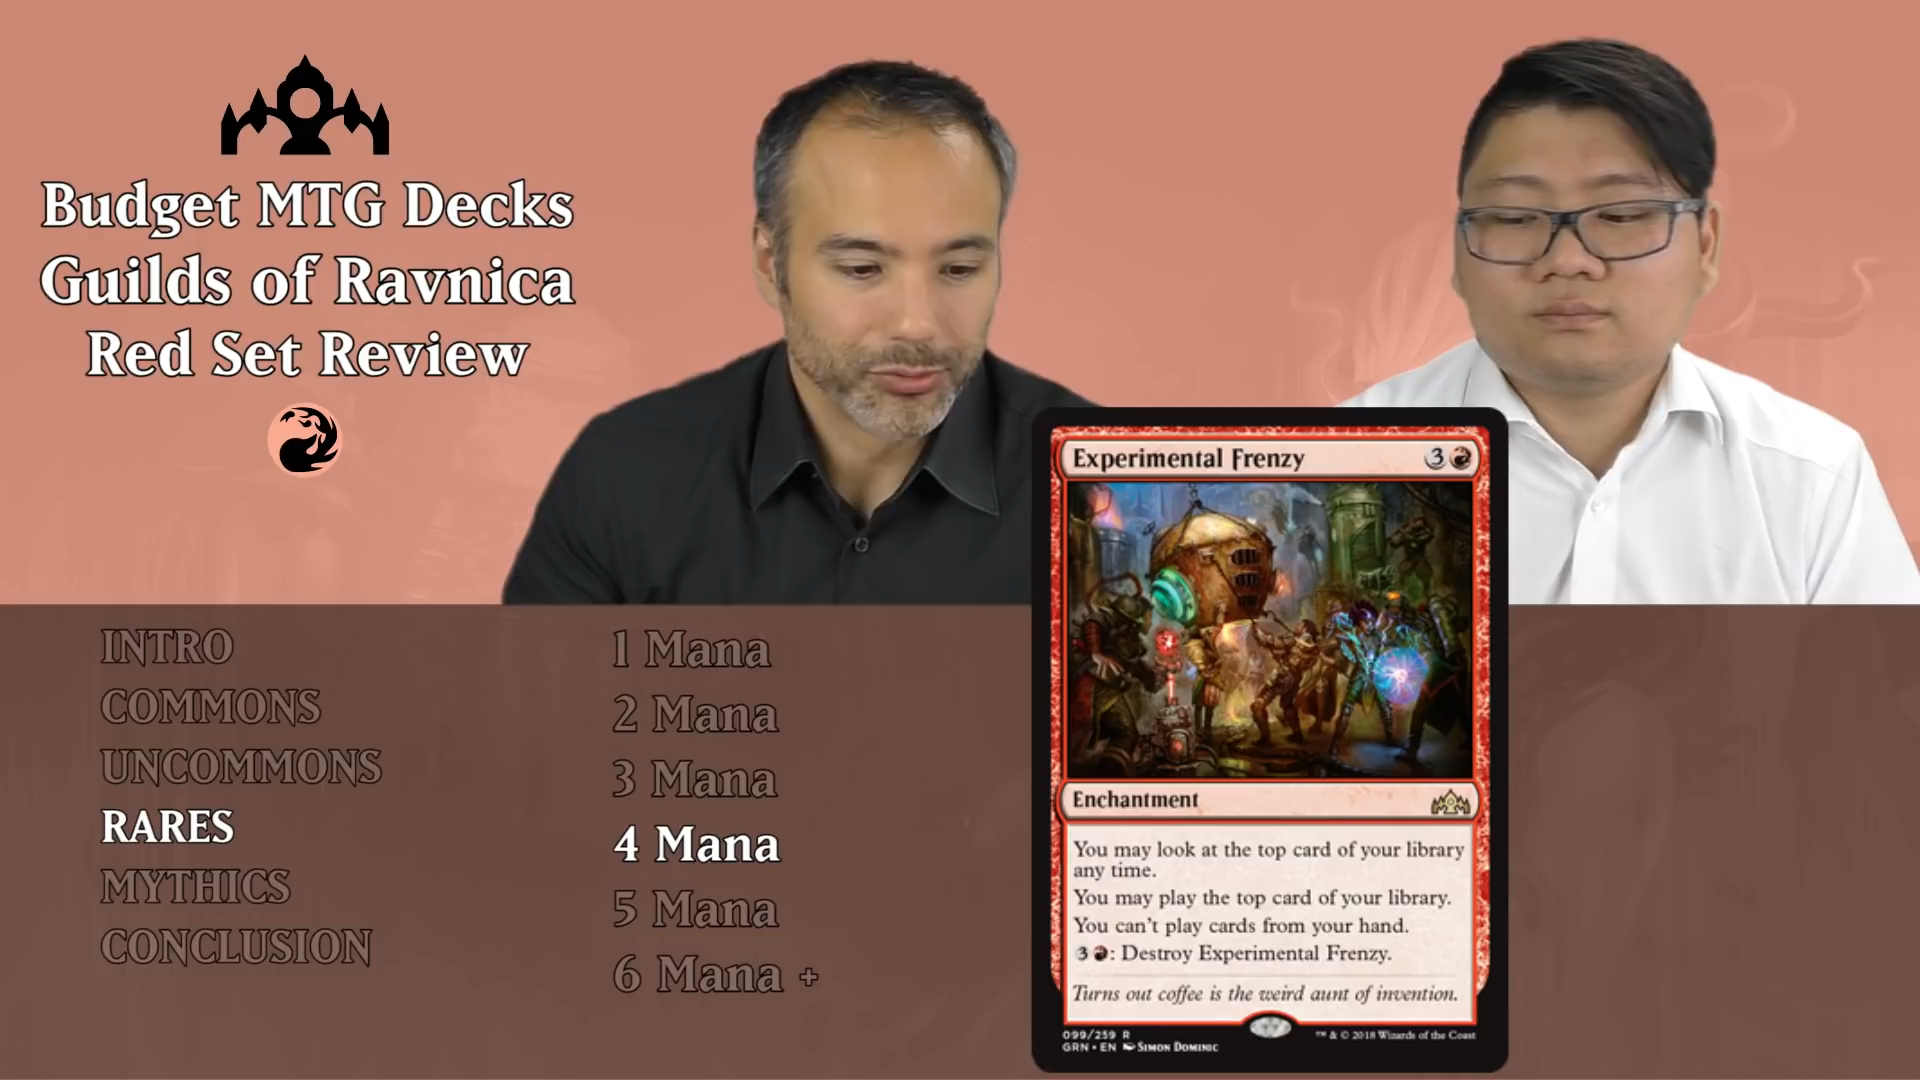 Budget MTG Decks
Guilds of Ravnica
Red Set Review
INTRO
COMMONS
UNCOMMONS
RARES
MYTHICS
CONCLUSION
1 Mana
2 Mana
3 Mana
4 Mana
5 Mana
6 Mana +
Experimental Frenzy 3
Enchantment
You may look at the top card of your library
any time.
You may play the top card of your library.
You can't play cards from your hand.
3 : Destroy Experimental Frenzy.
Turns out coffee is the weird aunt of invention.
099/259 R
GRN • EN Simon Dominic
™ & © 2018 Wizards of the Coast